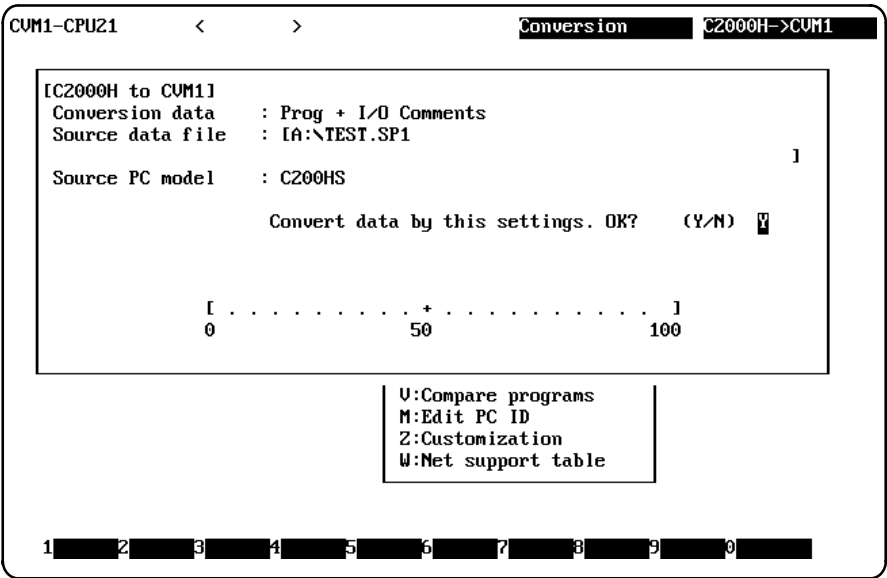 CVM1-CPU21 < > Conversion C2000H->CVM1
[C2000H to CVM1]
Conversion data : Prog + I/O Comments
Source data file : [A:\TEST.SP1
]
Source PC model : C200HS
Convert data by this settings. OK? (Y/N) Y
[ . . . . . . . . . + . . . . . . . . . . ]
0 50 100
V:Compare programs
M:Edit PC ID
Z:Customization
W:Net support table
1 2 3 4 5 6 7 8 9 0